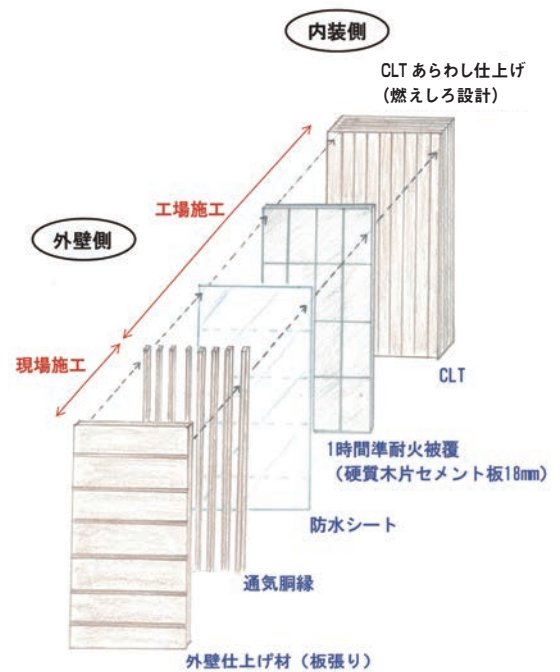 内装側
CLTあらわし仕上げ
（燃えしろ設計）
工場施工
外壁側
現場施工
CLT
1時間準耐火被覆
（硬質木片セメント板18mm）
防水シート
通気胴縁
外壁仕上げ材（板張り）